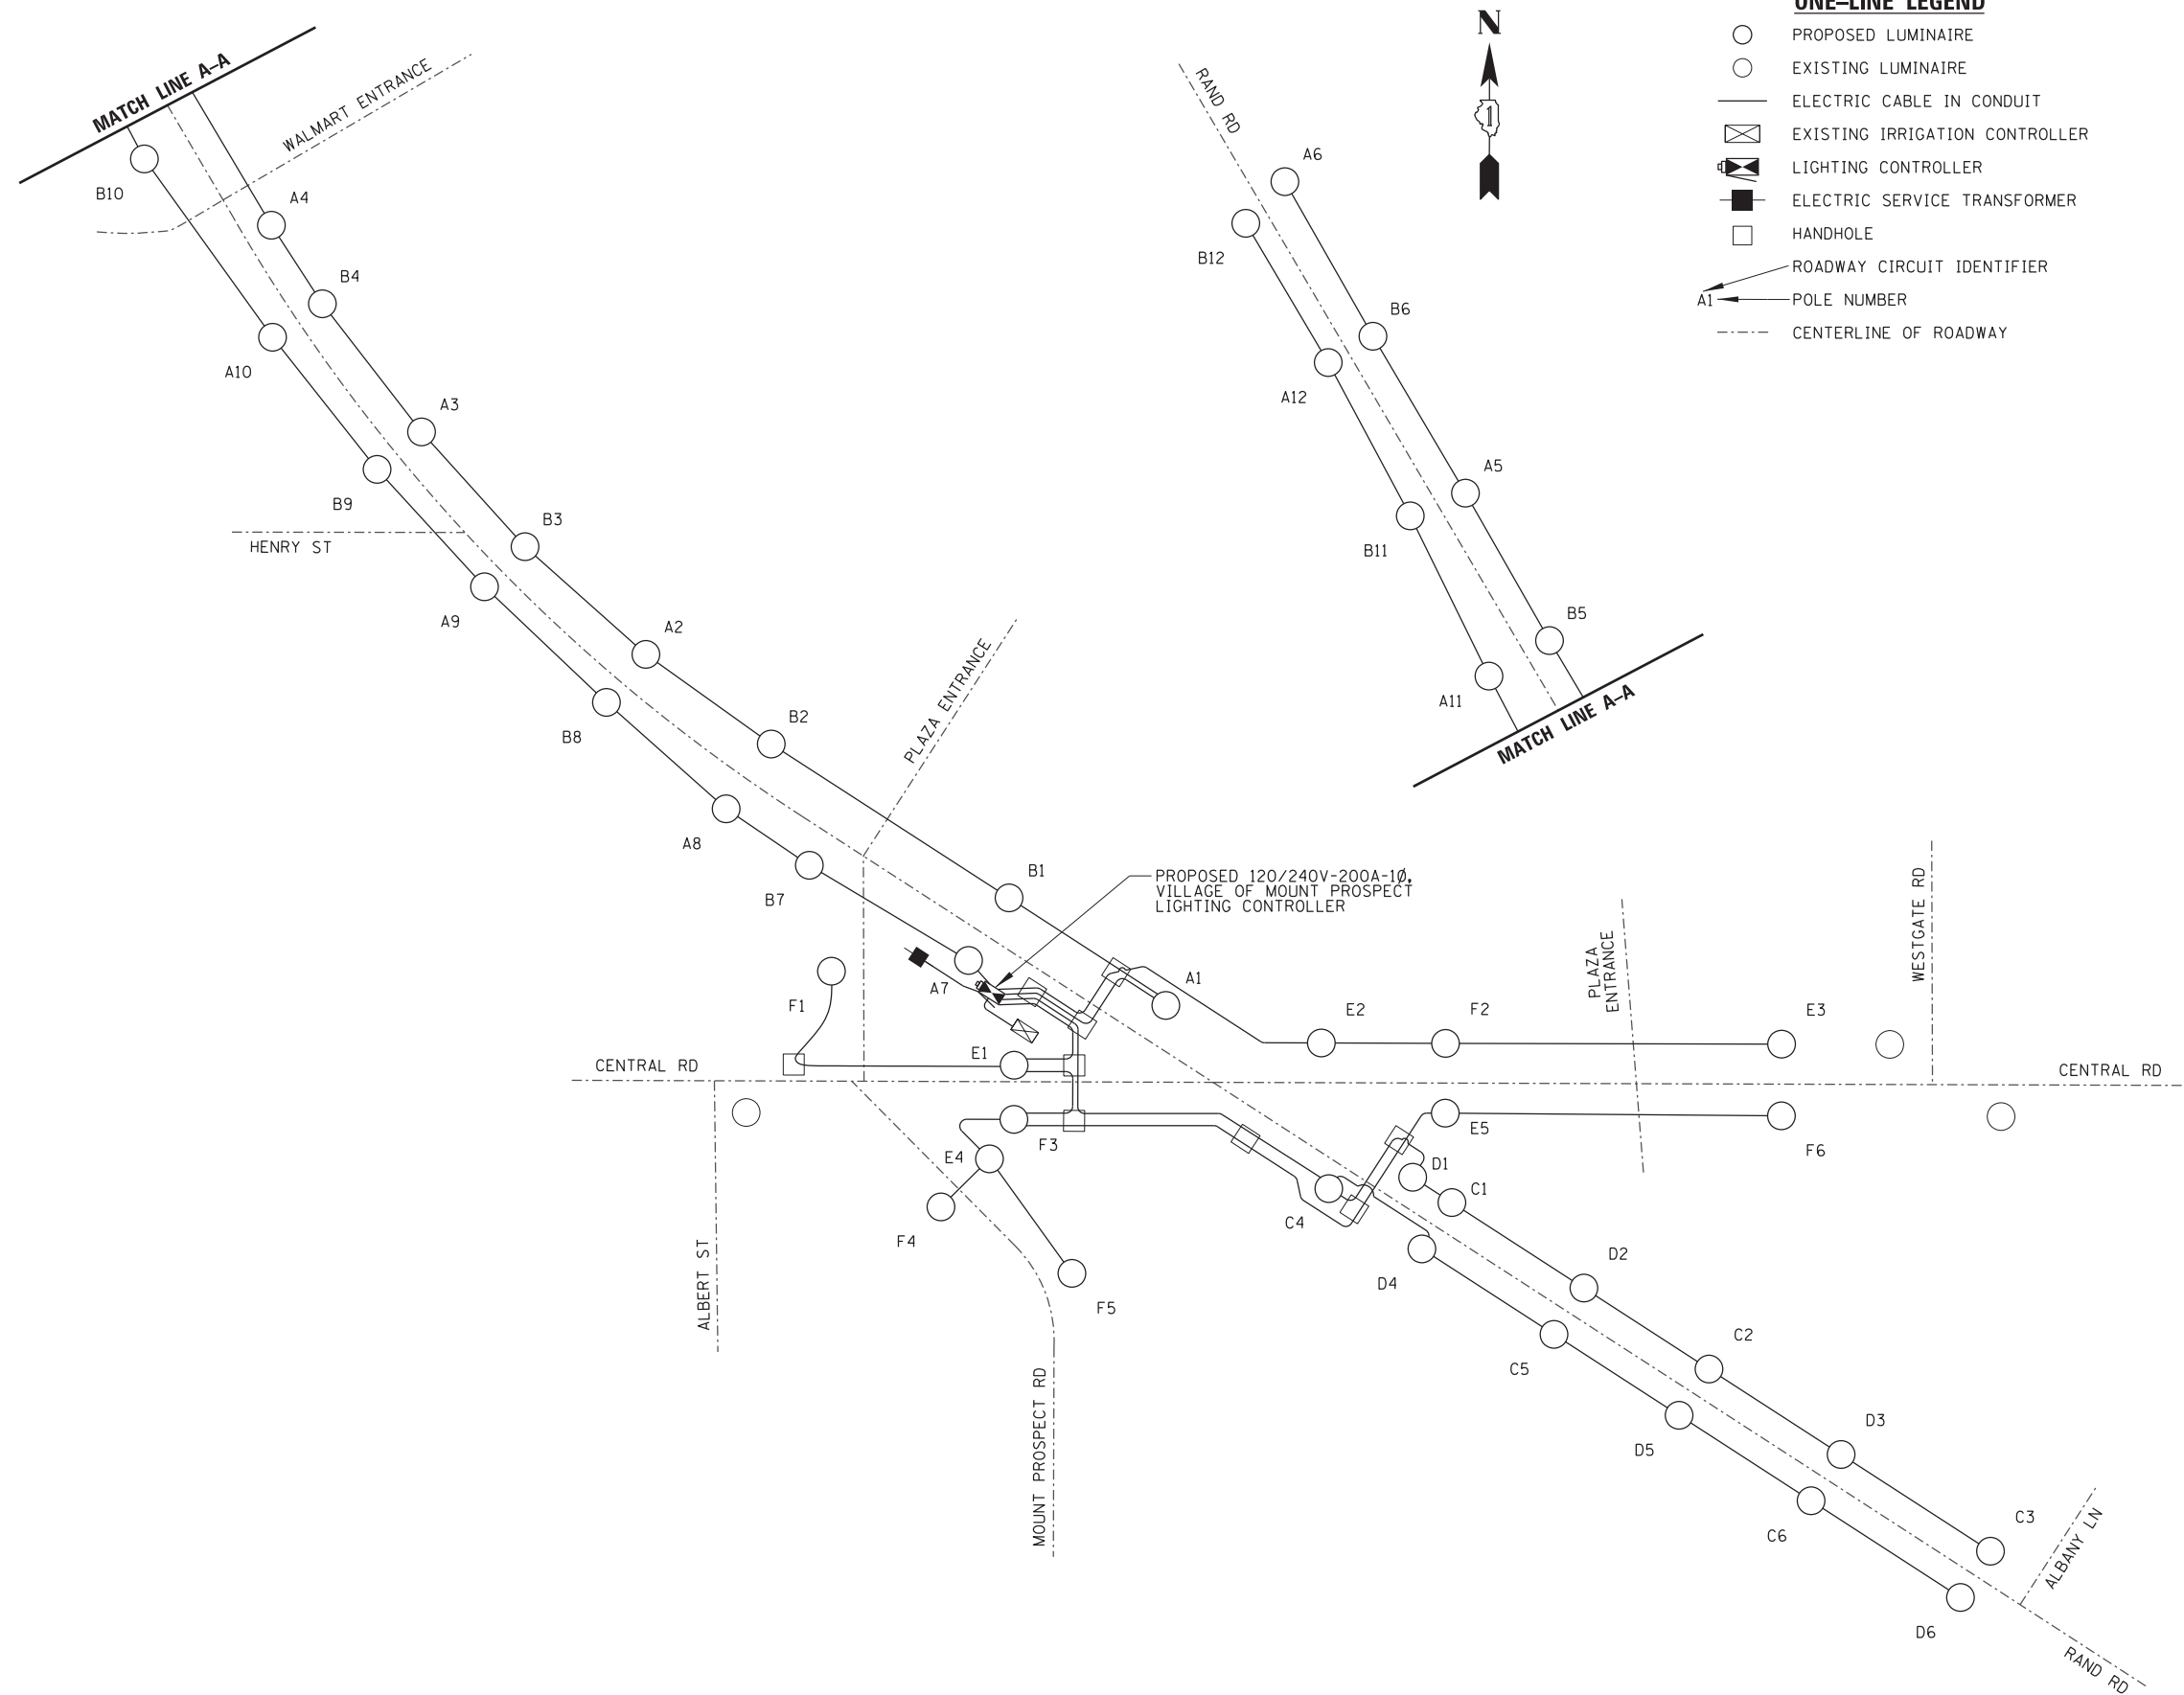 ONE-LINE LEGEND
PROPOSED LUMINAIRE
EXISTING LUMINAIRE
ELECTRIC CABLE IN CONDUIT
EXISTING IRRIGATION CONTROLLER
LIGHTING CONTROLLER
ELECTRIC SERVICE TRANSFORMER
HANDHOLE
ROADWAY CIRCUIT IDENTIFIER
A1
POLE NUMBER
CENTERLINE OF ROADWAY
N
1
MATCH LINE A-A
WALMART ENTRANCE
B10
A4
B4
A10
A3
B9
B3
HENRY ST
A9
A2
B8
B2
PLAZA ENTRANCE
A8
B7
B1
RAND RD
A6
B12
B6
A12
A5
B11
B5
A11
MATCH LINE A-A
PROPOSED 120/240V-200A-1Ø,
VILLAGE OF MOUNT PROSPECT
LIGHTING CONTROLLER
A7
A1
F1
E1
E2
F2
PLAZA
ENTRANCE
E3
WESTGATE RD
CENTRAL RD
CENTRAL RD
F3
E4
F4
F5
E5
F6
D1
C1
C4
D4
D2
C2
C5
D5
D3
C6
C3
D6
ALBERT ST
MOUNT PROSPECT RD
ALBANY LN
RAND RD